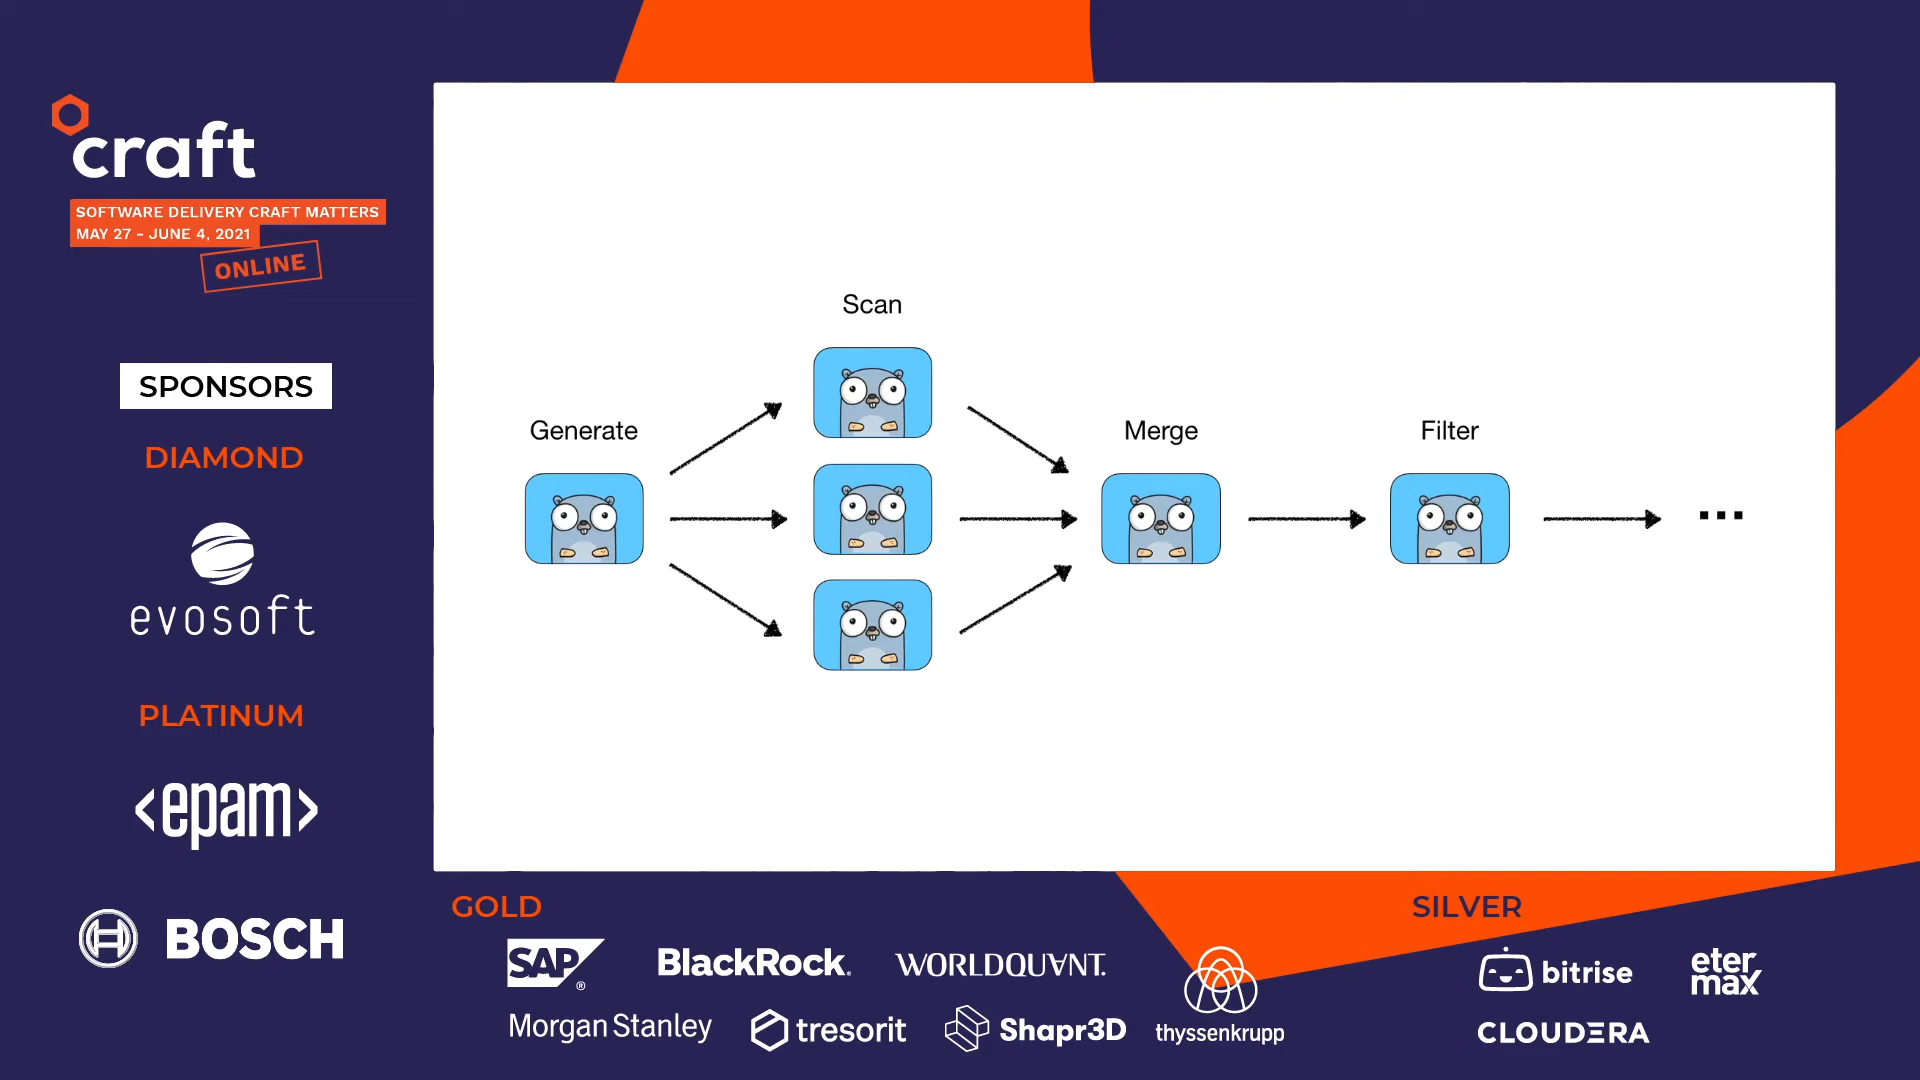 craft
SOFTWARE DELIVERY CRAFT MATTERS
MAY 27 - JUNE 4, 2021
ONLINE
SPONSORS
DIAMOND
evosoft
PLATINUM
<epam>
BOSCH
Scan
Generate
Merge
Filter
...
GOLD
SAP®
BlackRock.
WORLDQUANT.
Morgan Stanley
tresorit
Shapr3D
thyssenkrupp
SILVER
bitrise
eter
max
CLOUDERA